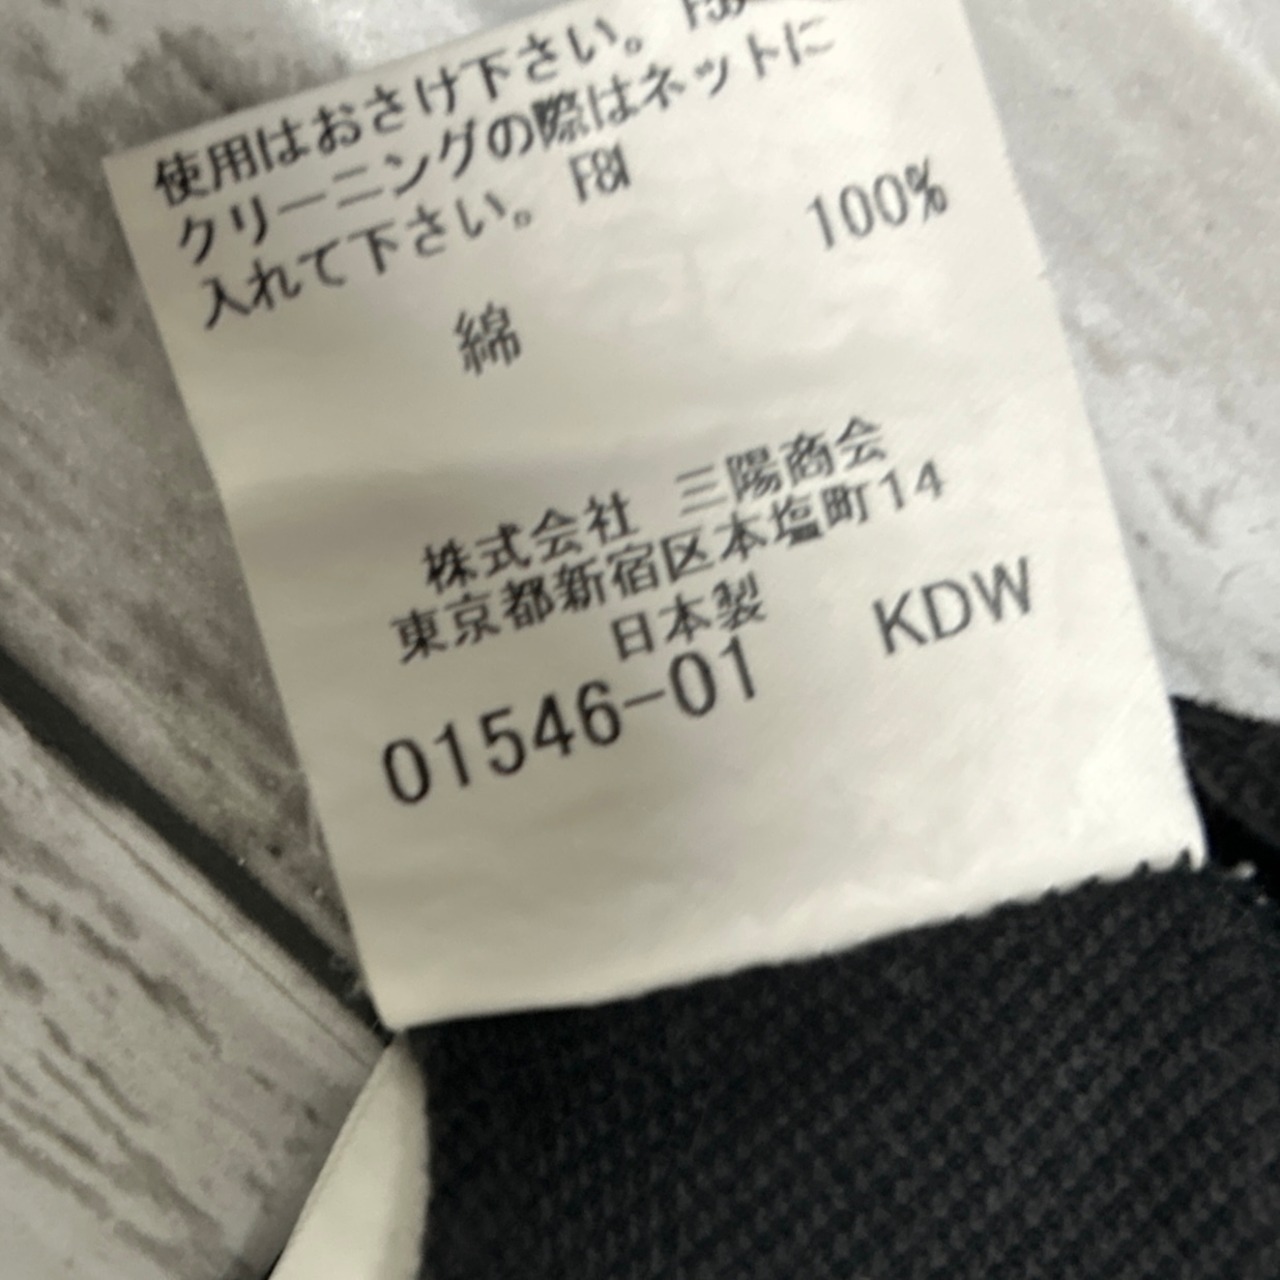 使用はおさけ下さい。
クリーニングの際はネットに
入れて下さい。 F81
綿 100%
株式会社 三陽商会
東京都新宿区本塩町14
日本製
01546-01 KDW